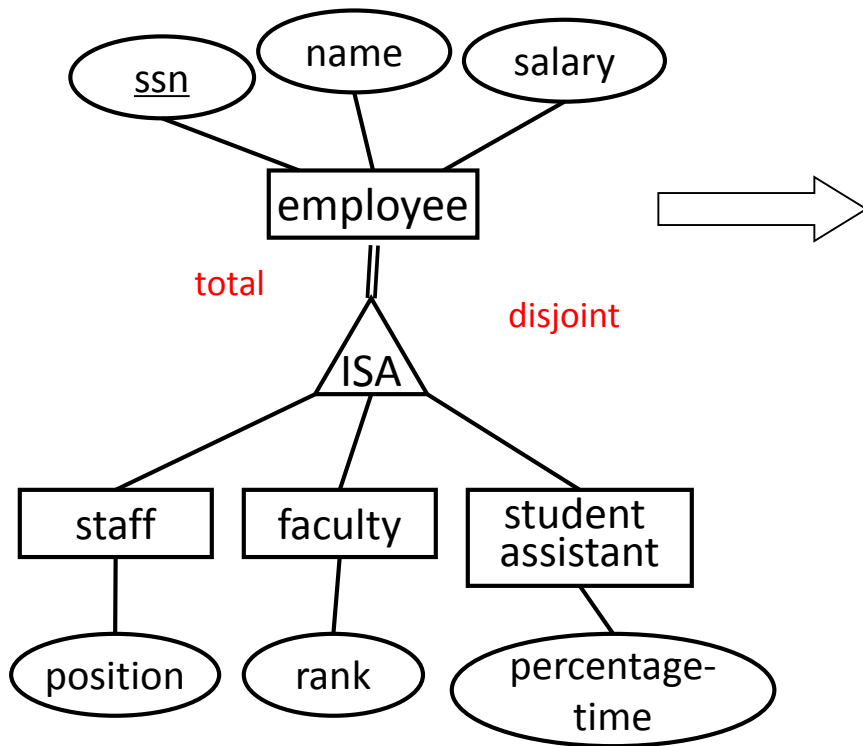 ssn
name
salary
employee
total
disjoint
ISA
staff
faculty
student
assistant
position
rank
percentage-
time